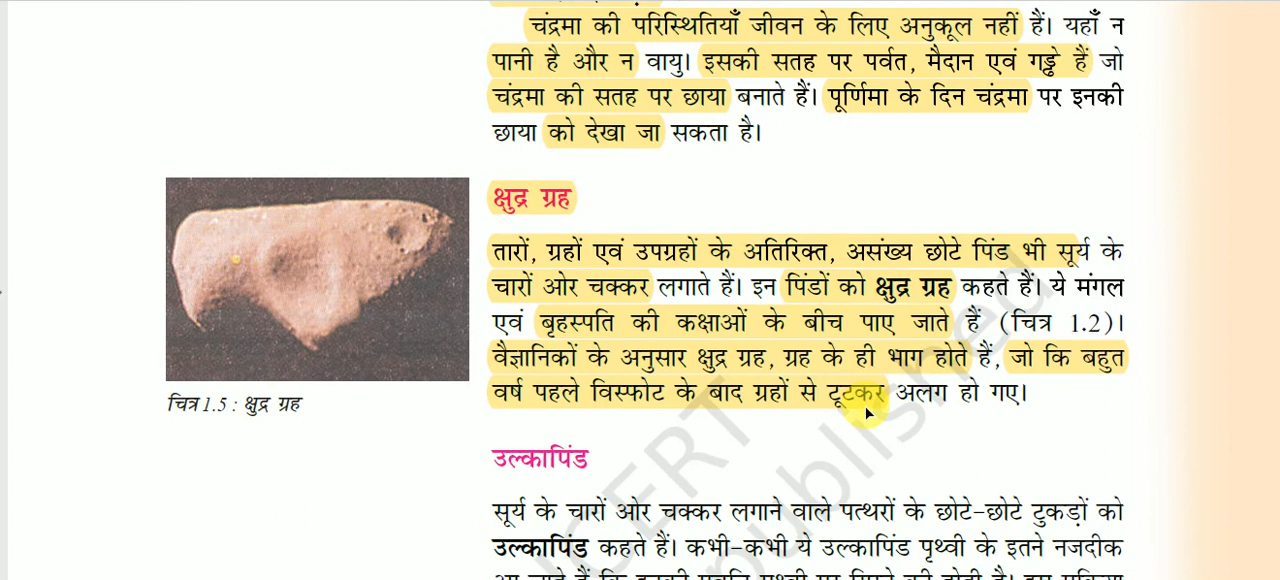 चंद्रमा की परिस्थितियाँ जीवन के लिए अनुकूल नहीं हैं। यहाँ न
पानी है और न वायु। इसकी सतह पर पर्वत, मैदान एवं गड्ढे हैं जो
चंद्रमा की सतह पर छाया बनाते हैं। पूर्णिमा के दिन चंद्रमा पर इनकी
छाया को देखा जा सकता है।
क्षुद्र ग्रह
तारों, ग्रहों एवं उपग्रहों के अतिरिक्त, असंख्य छोटे पिंड भी सूर्य के
चारों ओर चक्कर लगाते हैं। इन पिंडों को क्षुद्र ग्रह कहते हैं। ये मंगल
एवं बृहस्पति की कक्षाओं के बीच पाए जाते हैं (चित्र 1.2)।
वैज्ञानिकों के अनुसार क्षुद्र ग्रह, ग्रह के ही भाग होते हैं, जो कि बहुत
वर्ष पहले विस्फोट के बाद ग्रहों से टूटकर अलग हो गए।
चित्र 1.5 : क्षुद्र ग्रह
उल्कापिंड
सूर्य के चारों ओर चक्कर लगाने वाले पत्थरों के छोटे-छोटे टुकड़ों को
उल्कापिंड कहते हैं। कभी-कभी ये उल्कापिंड पृथ्वी के इतने नजदीक
NCERT
published